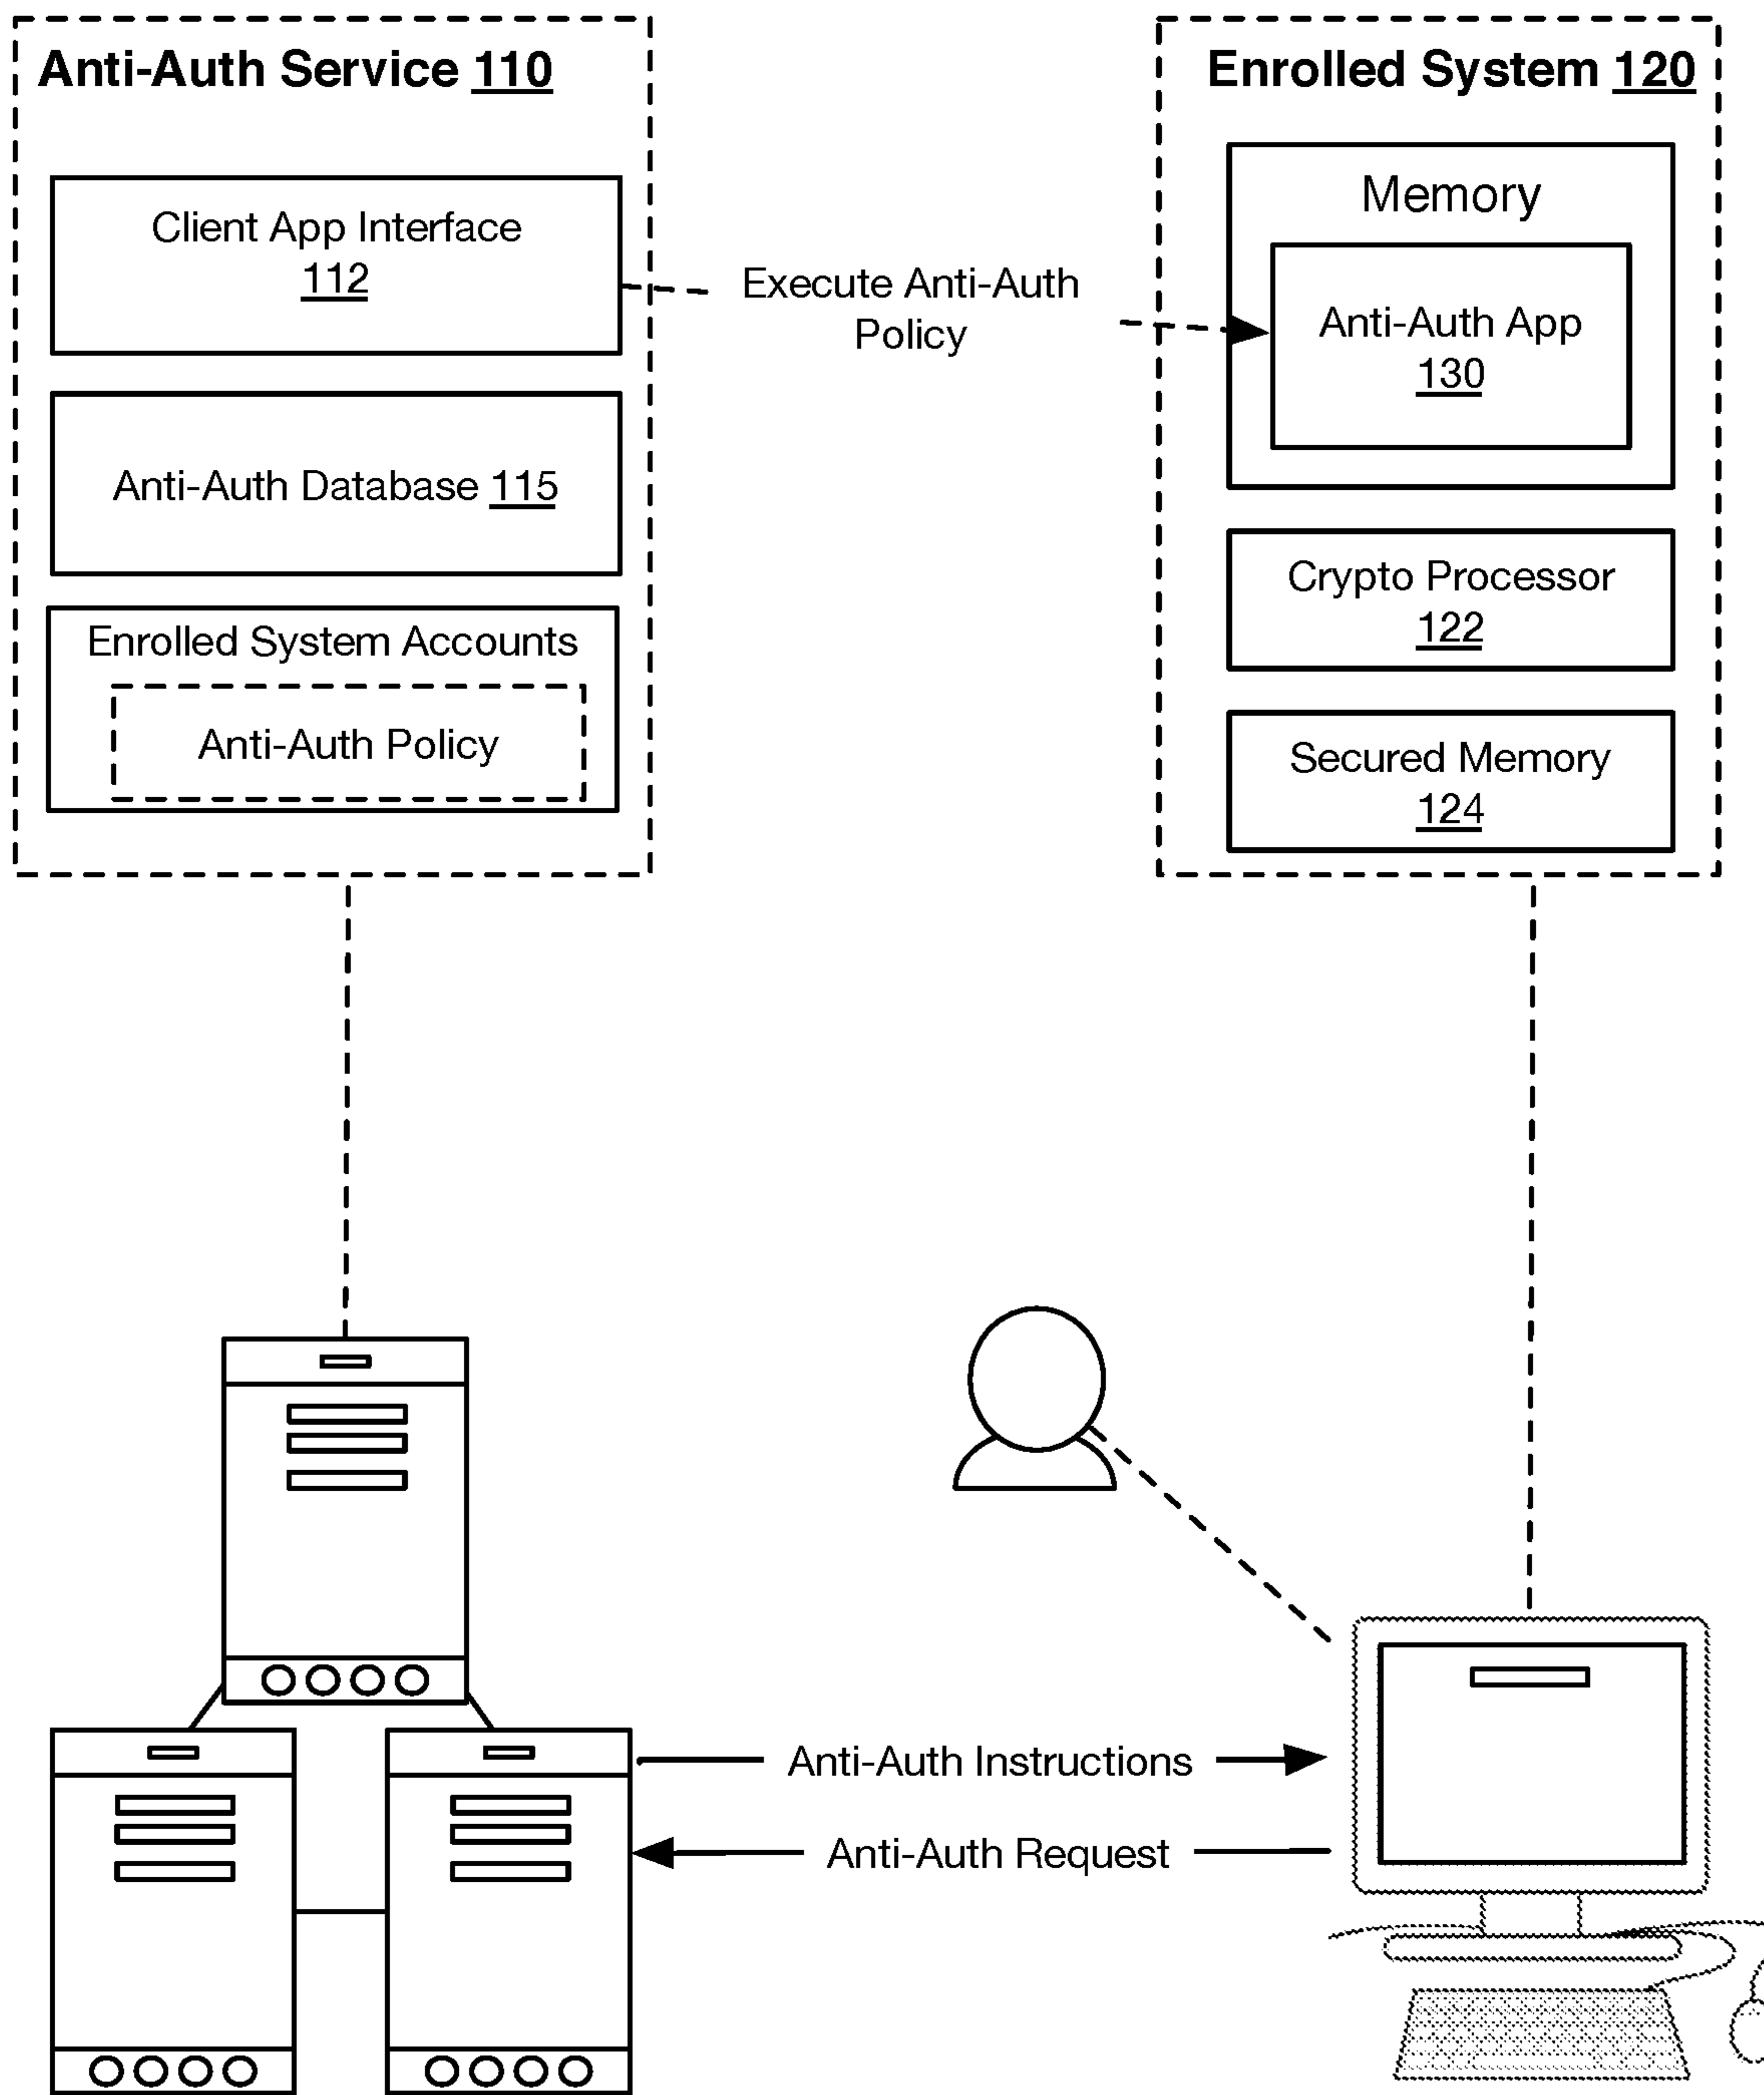 Anti-Auth Service 110
Client App Interface
112
Anti-Auth Database 115
Enrolled System Accounts
Anti-Auth Policy
Execute Anti-Auth
Policy
Enrolled System 120
Memory
Anti-Auth App
130
Crypto Processor
122
Secured Memory
124
Anti-Auth Instructions
Anti-Auth Request